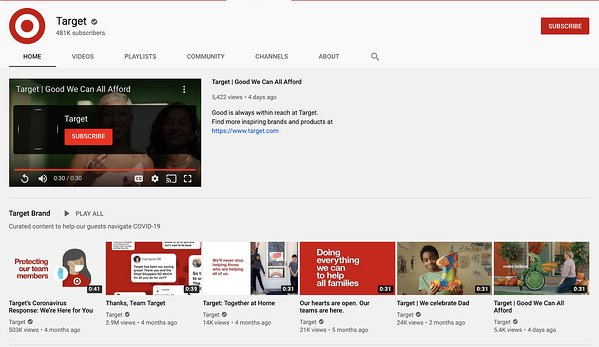 Target
481K subscribers
SUBSCRIBE
HOME VIDEOS PLAYLISTS COMMUNITY CHANNELS ABOUT
Target | Good We Can All Afford
Target
SUBSCRIBE
0:30 / 0:30
Target | Good We Can All Afford
5,422 views • 4 days ago
Good is always within reach at Target.
Find more inspiring brands and products at
https://www.target.com
Target Brand PLAY ALL
Curated content to help our guests navigate COVID-19
Protecting
our team
members
0:41
Target's Coronavirus
Response: We're Here for You
Target
503K views • 4 months ago
0:39
Thanks, Team Target
Target
2.9M views • 4 months ago
We'll never stop
helping those
who are helping
all of us.
0:31
Target: Together at Home
Target
14K views • 4 months ago
Doing
everything
we can
to help
all families
0:31
Our hearts are open. Our
teams are here.
Target
21K views • 5 months ago
0:31
Target | We celebrate Dad
Target
24K views • 2 months ago
0:31
Target | Good We Can All
Afford
Target
5.4K views • 4 days ago